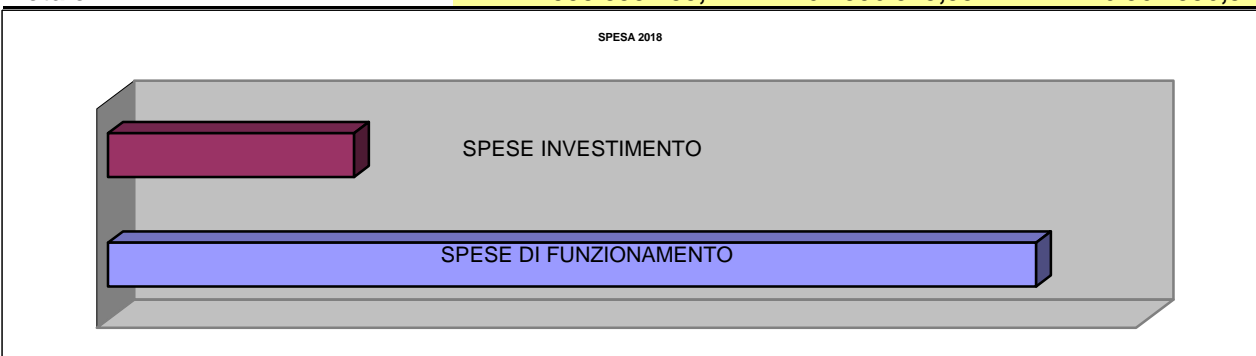 SPESA 2018
SPESE INVESTIMENTO
SPESE DI FUNZIONAMENTO